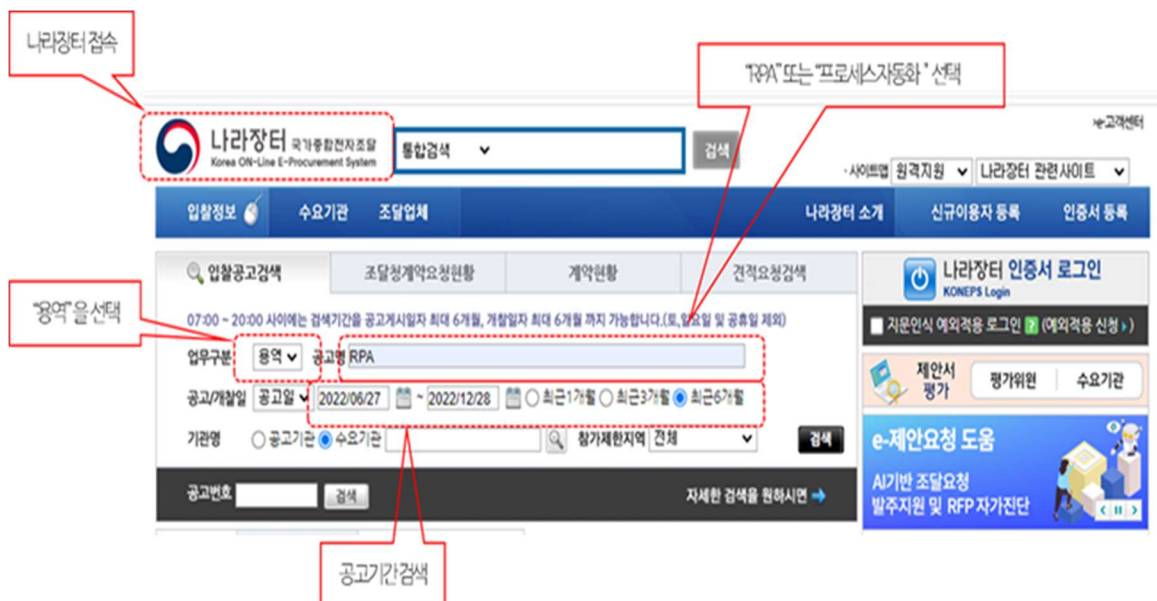 나라장터 접속
"RPA" 또는 "프로세스자동화 " 선택
고객센터
나라장터 국가종합전자조달
Korea ON-Line E-Procurement System
통합검색
검색
사이트맵 원격지원 나라장터 관련사이트
입찰정보 수요기관 조달업체 나라장터 소개 신규이용자 등록 인증서 등록
입찰공고검색 조달청계약요청현황 계약현황 견적요청검색
나라장터 인증서 로그인
KONEPS Login
"용역"을 선택
07:00 ~ 20:00 사이에는 검색기간을 공고게시일자 최대 6개월, 개찰일자 최대 6개월 까지 가능합니다.(토,일요일 및 공휴일 제외)
지문인식 예외적용 로그인 ? (예외적용 신청 )
업무구분 용역 공고명 RPA
제안서 평가 평가위원 수요기관
공고/개찰일 공고일 2022/06/27 ~ 2022/12/28 최근1개월 최근3개월 최근6개월
기관명 공고기관 수요기관 참가제한지역 전체 검색
e-제안요청 도움
AI기반 조달요청
발주지원 및 RFP 자가진단
공고번호 검색 자세한 검색을 원하시면
공고기간 검색